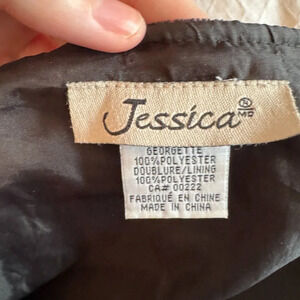 Jessica®
MD
GEORGETTE
100%POLYESTER
DOUBLURE/LINING
100%POLYESTER
CA# 00222
FABRIQUÉ EN CHINE
MADE IN CHINA